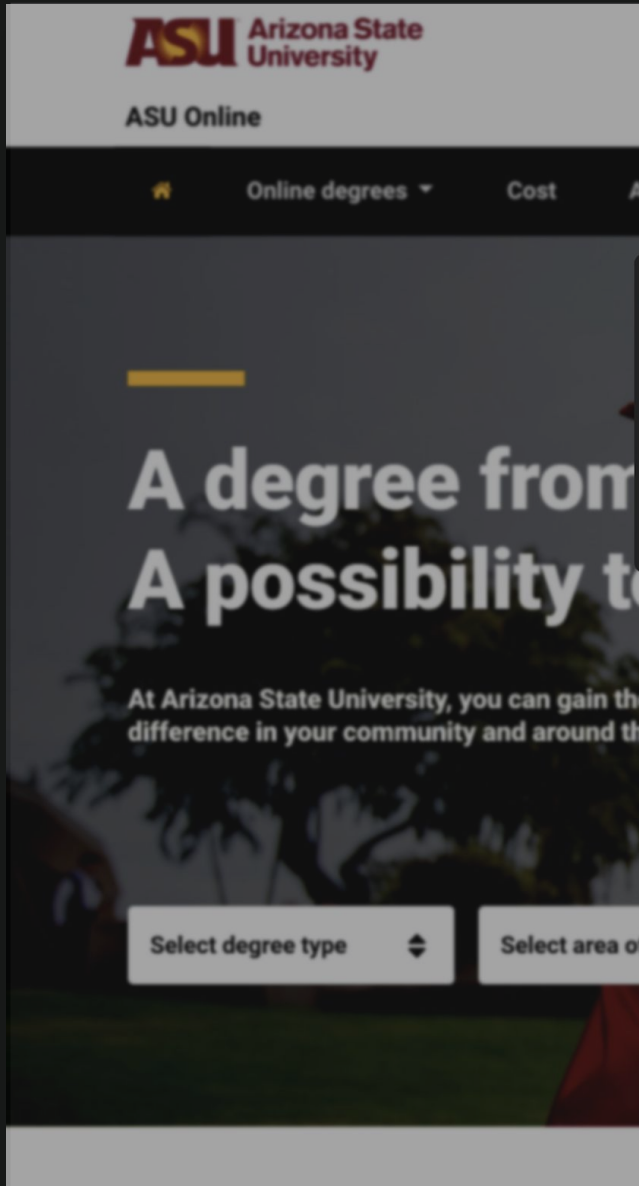 ASU Arizona State
University
ASU Online
Online degrees Cost A
A degree from
A possibility to
At Arizona State University, you can gain th
difference in your community and around th
Select degree type Select area o